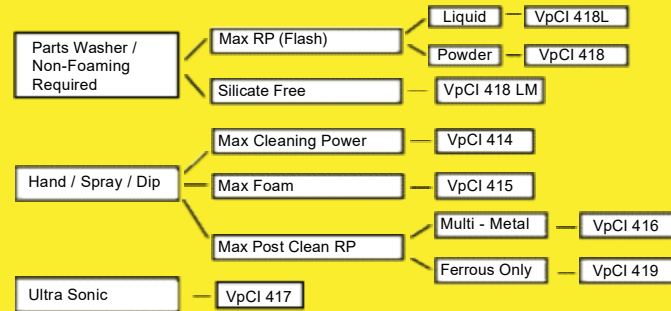 Parts Washer /
Non-Foaming
Required
Max RP (Flash)
Liquid
VpCI 418L
Powder
VpCI 418
Silicate Free
VpCI 418 LM
Hand / Spray / Dip
Max Cleaning Power
VpCI 414
Max Foam
VpCI 415
Max Post Clean RP
Multi - Metal
VpCI 416
Ferrous Only
VpCI 419
Ultra Sonic
VpCI 417